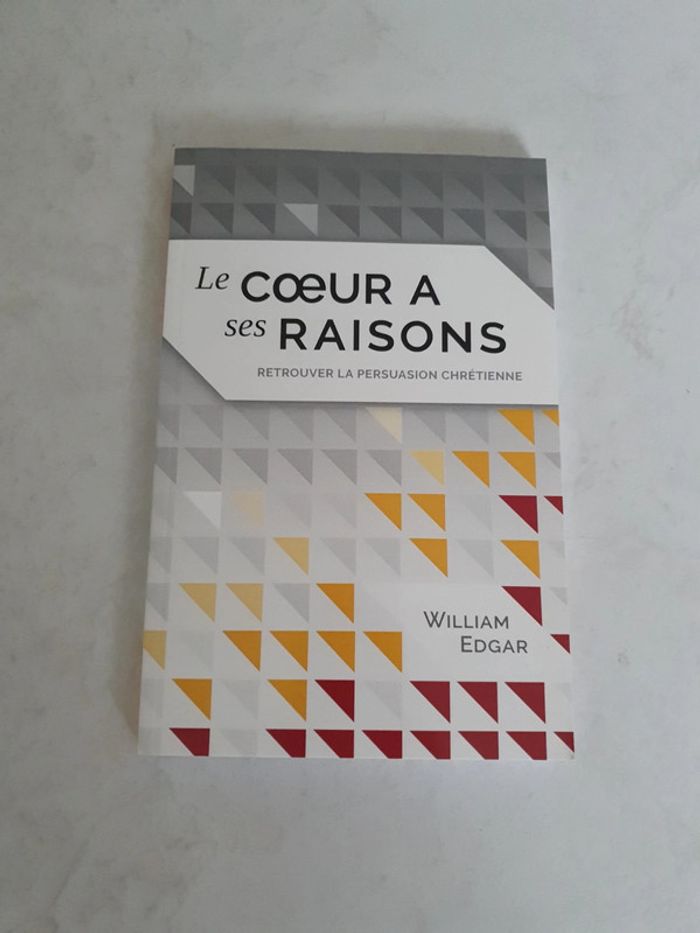 Le CŒUR A
ses RAISONS
RETROUVER LA PERSUASION CHRÉTIENNE
WILLIAM
EDGAR